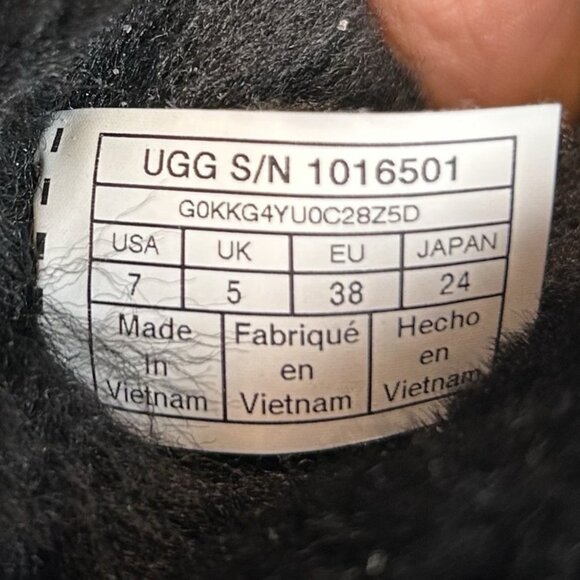 UGG S/N 1016501
G0KKG4YU0C28Z5D
USA UK EU JAPAN
7 5 38 24
Made Fabriqué Hecho
In en en
Vietnam Vietnam Vietnam